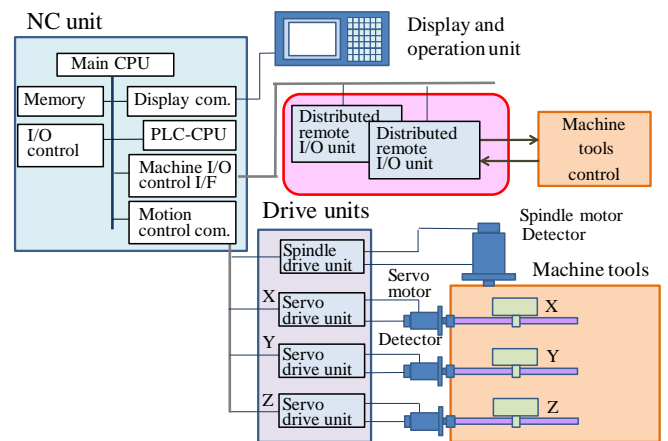 NC unit
Main CPU
Memory
Display com.
I/O
control
PLC-CPU
Machine I/O
control I/F
Motion
control com.
Display and
operation unit
Distributed
remote
I/O unit
Distributed
remote
I/O unit
Machine
tools
control
Drive units
Spindle
drive unit
X
Servo
drive unit
Y
Servo
drive unit
Z
Servo
drive unit
Spindle motor
Detector
Servo
motor
Detector
Machine tools
X
Y
Z